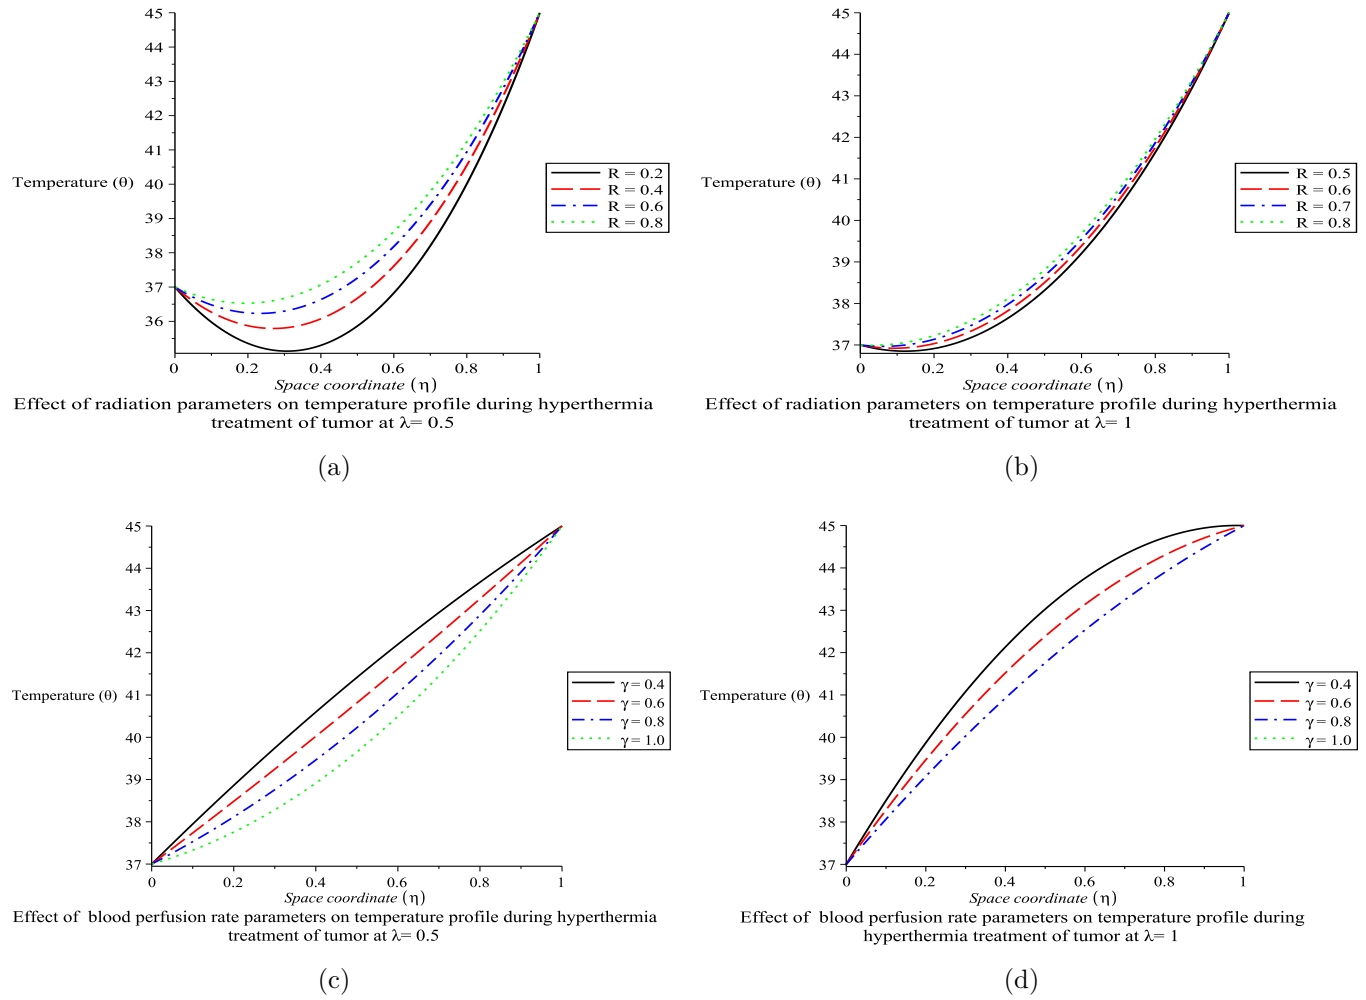 45
44
43
42
41
Temperature (θ) 40
39
38
37
36
0 0.2 0.4 0.6 0.8 1
Space coordinate (η)
R = 0.2
R = 0.4
R = 0.6
R = 0.8
Effect of radiation parameters on temperature profile during hyperthermia
treatment of tumor at λ= 0.5
(a)
45
44
43
42
41
Temperature (θ)
40
39
38
37
0 0.2 0.4 0.6 0.8 1
Space coordinate (η)
R = 0.5
R = 0.6
R = 0.7
R = 0.8
Effect of radiation parameters on temperature profile during hyperthermia
treatment of tumor at λ= 1
(b)
45
44
43
42
41
Temperature (θ)
40
39
38
37
0 0.2 0.4 0.6 0.8 1
Space coordinate (η)
γ = 0.4
γ = 0.6
γ = 0.8
γ = 1.0
Effect of blood perfusion rate parameters on temperature profile during hyperthermia
treatment of tumor at λ= 0.5
(c)
45
44
43
42
41
Temperature (θ)
40
39
38
37
0 0.2 0.4 0.6 0.8 1
Space coordinate (η)
γ = 0.4
γ = 0.6
γ = 0.8
γ = 1.0
Effect of blood perfusion rate parameters on temperature profile during
hyperthermia treatment of tumor at λ= 1
(d)